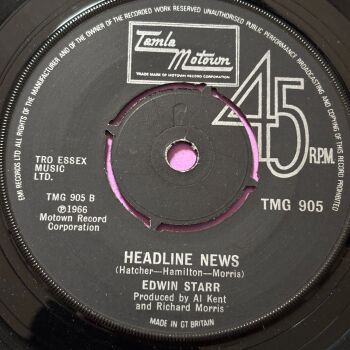 ALL RIGHTS OF THE MANUFACTURER AND OF THE OWNER OF THE RECORDED WORK RESERVED UNAUTHORISED PUBLIC PERFORMANCE BROADCASTING AND COPYING OF THIS RECORD PROHIBITED
EMI RECORDS LTD
Tamla
Motown
TRADE MARK OF MOTOWN RECORD CORPORATION
45
R.P.M.
TRO ESSEX
MUSIC
LTD.
TMG 905 B
℗1966
Motown Record
Corporation
TMG 905
HEADLINE NEWS
(Hatcher—Hamilton—Morris)
EDWIN STARR
Produced by Al Kent
and Richard Morris
MADE IN GT BRITAIN